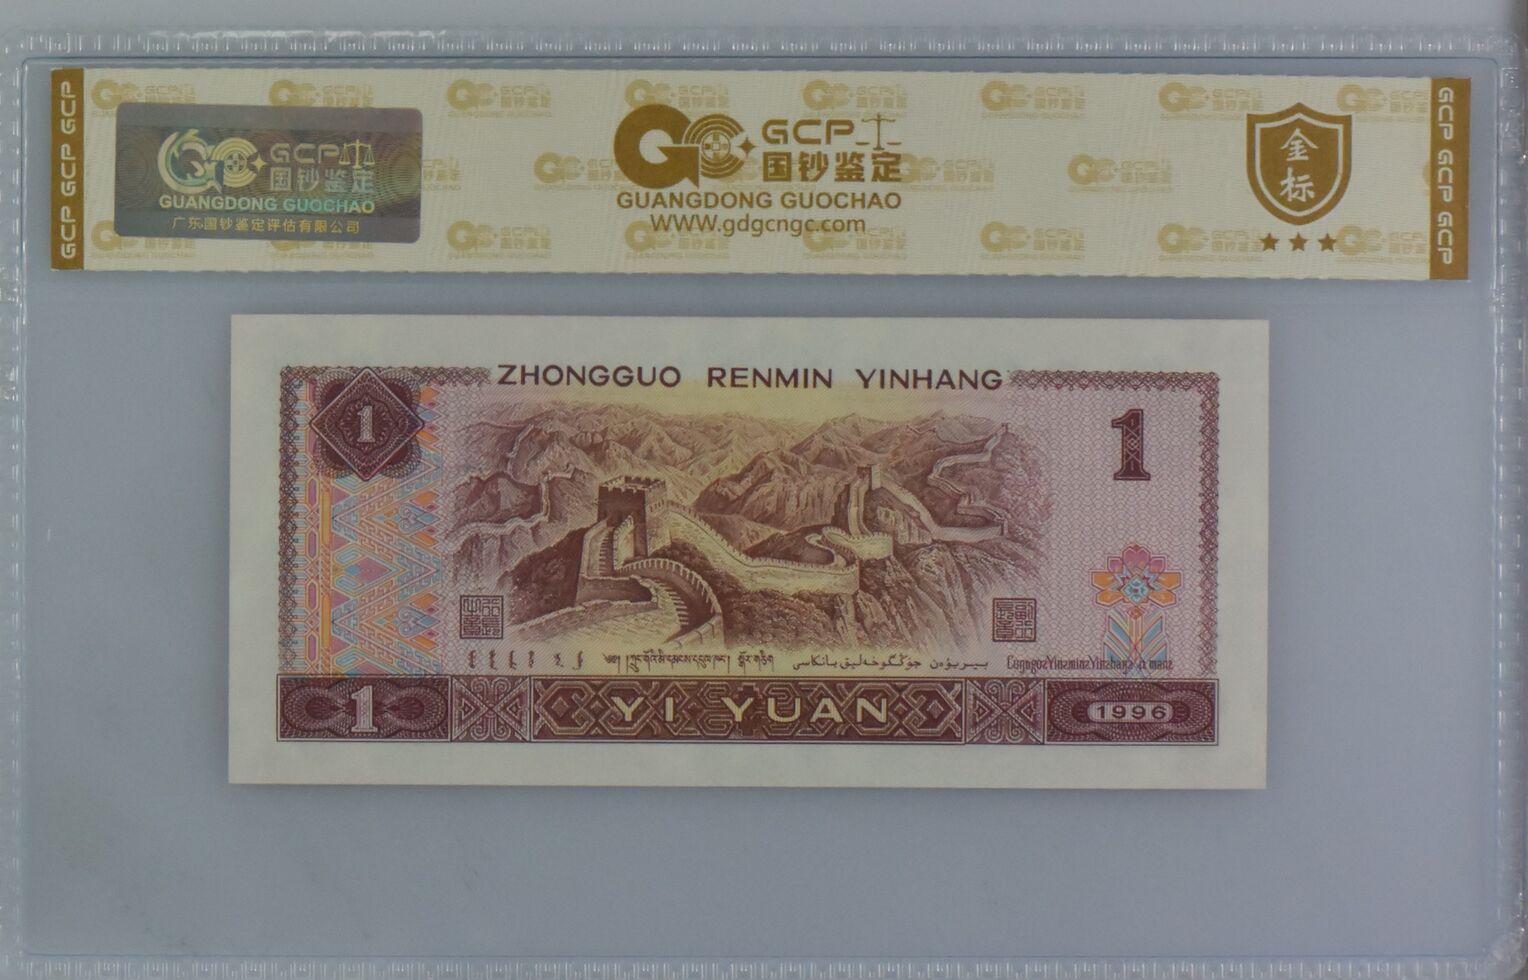 GCP GCP GCP
GCP
国钞鉴定
GUANGDONG GUOCHAO
广东国钞鉴定评估有限公司
GCP
国钞鉴定
GUANGDONG GUOCHAO
WWW.gdgcngc.com
金标
GCP GCP GCP
ZHONGGUO RENMIN YINHANG
1
1
1
YI YUAN
1996